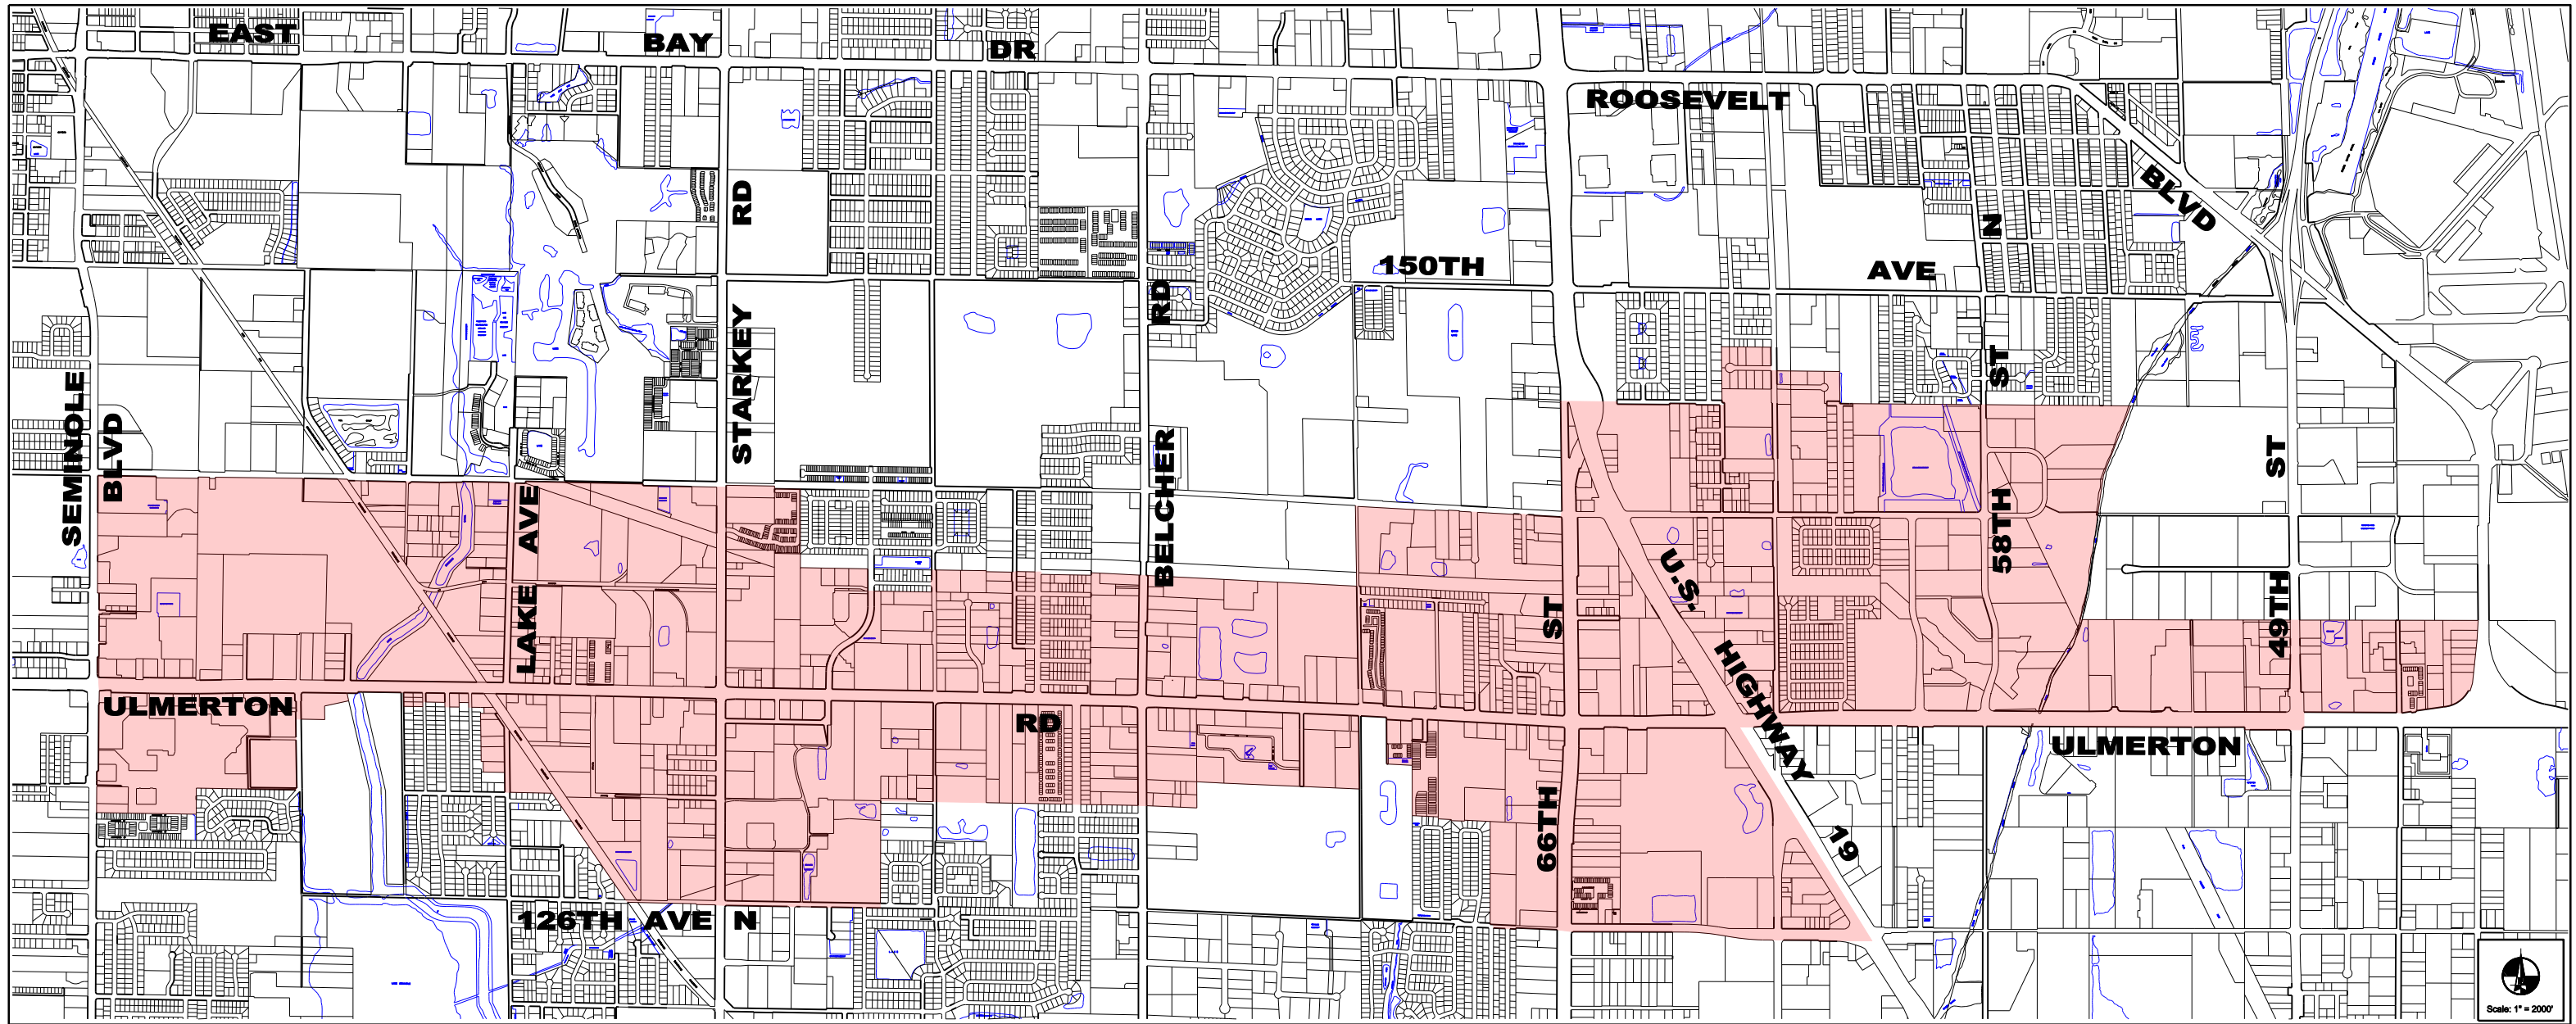 EAST
BAY
DR
ROOSEVELT
BLVD
RD
N
150TH
AVE
RD
STARKEY
ST
SEMINOLE
BLVD
BELCHER
ST
LAKE AVE
58TH
U.S.
49TH
ST
HIGHWAY
ULMERTON
RD
ULMERTON
66TH
19
126TH AVE N
Scale: 1" = 2000'